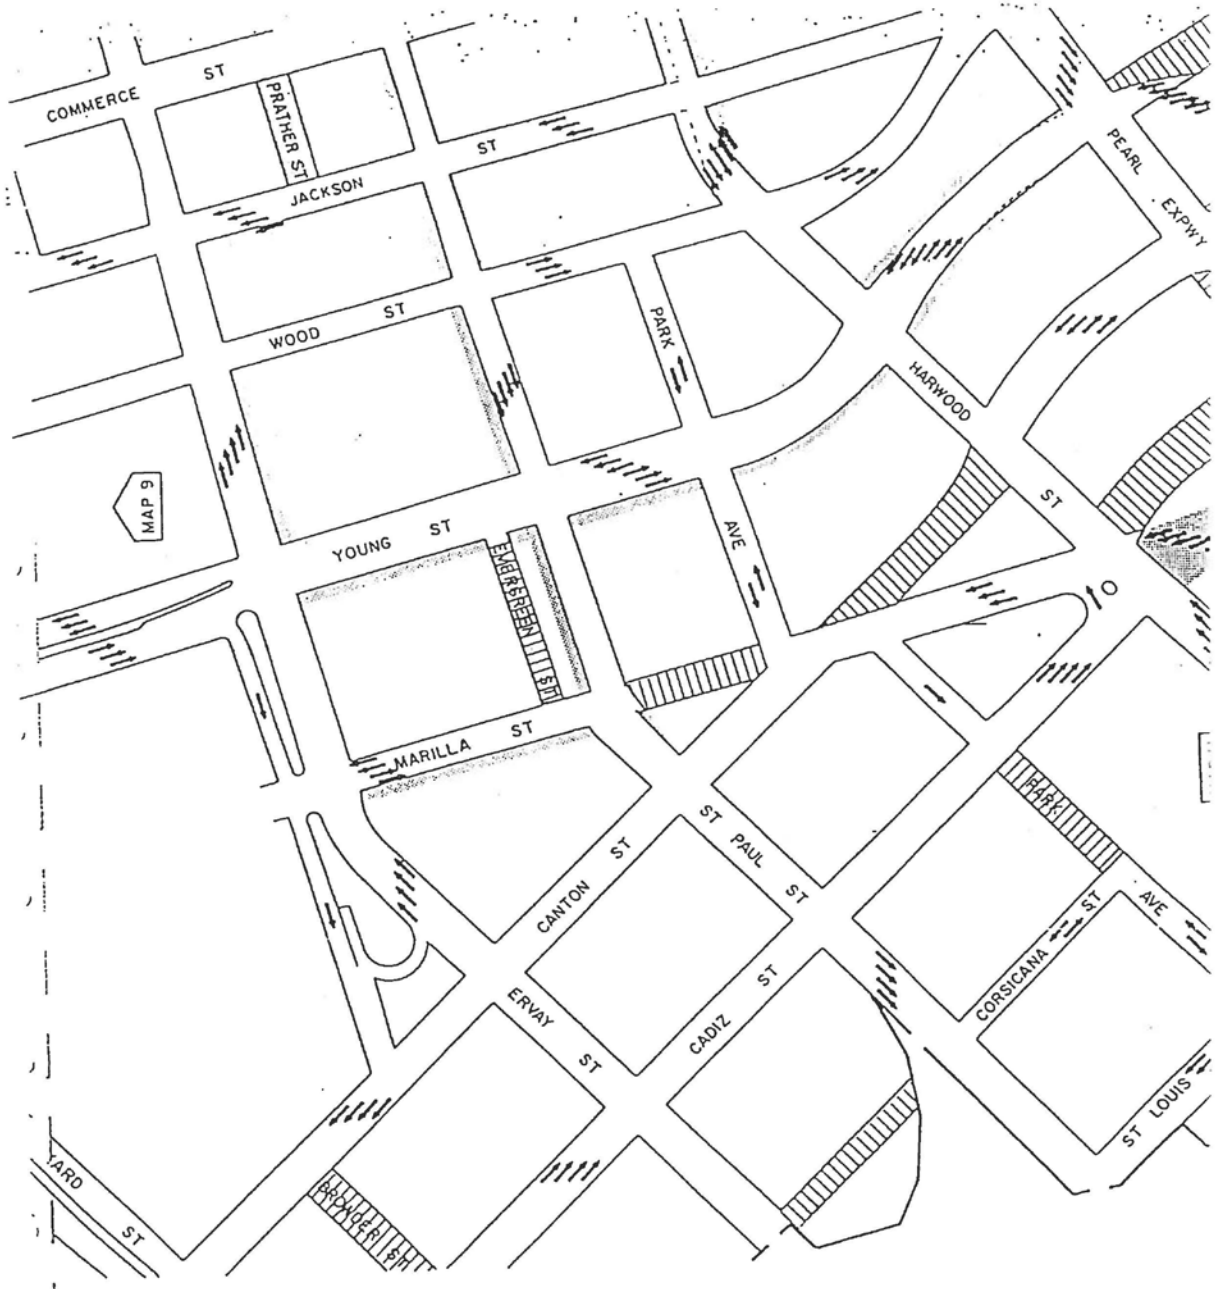 COMMERCE ST
PRATHER ST
JACKSON ST
PEARL EXPWY
WOOD ST
PARK
HARWOOD ST
MAP 9
YOUNG ST
EVERGREEN ST
AVE
MARILLA ST
ST PAUL ST
PARK
AVE
CANTON ST
CORSICANA ST
ERVAY ST
CADIZ ST
ST LOUIS
BROWDER ST
ST